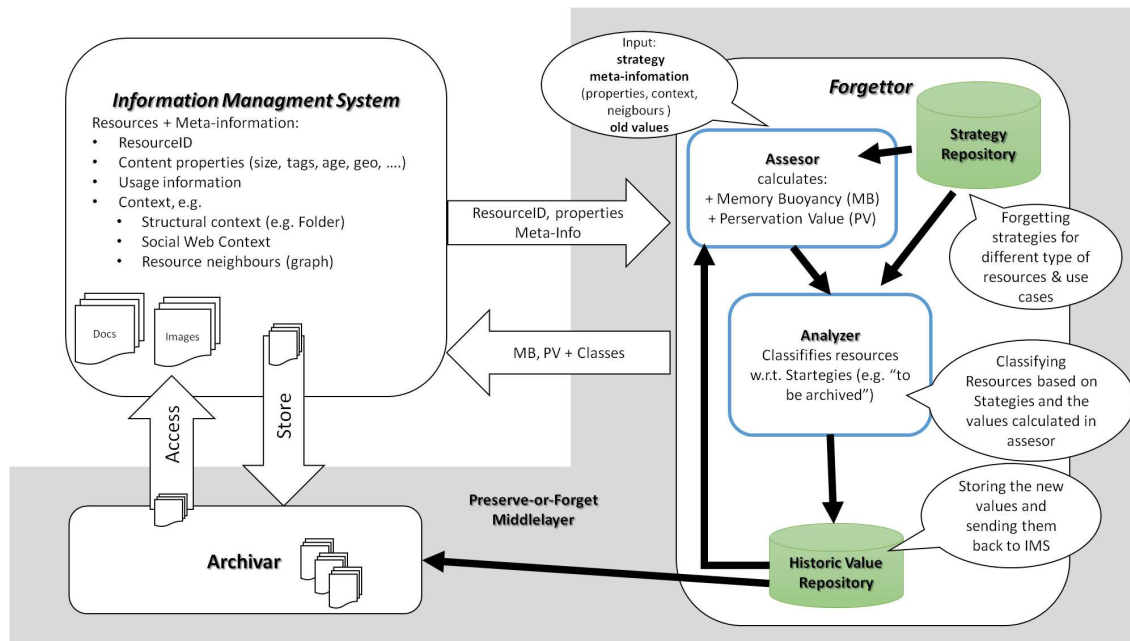 Information Managment System
Resources + Meta-information:
• ResourceID
• Content properties (size, tags, age, geo, ....)
• Usage information
• Context, e.g.
• Structural context (e.g. Folder)
• Social Web Context
• Resource neighbours (graph)
Docs
Images
Access
Store
Archivar
Preserve-or-Forget
Middlelayer
ResourceID, properties
Meta-Info
MB, PV + Classes
Input:
strategy
meta-infomation
(properties, context,
neigbours )
old values
Forgettor
Strategy
Repository
Assesor
calculates:
+ Memory Buoyancy (MB)
+ Perservation Value (PV)
Forgetting
strategies for
different type of
resources & use
cases
Analyzer
Classififies resources
w.r.t. Startegies (e.g. “to
be archived”)
Classifying
Resources based
on Stategies and the
values calculated in
assesor
Storing the new
values and
sending them
back to IMS
Historic Value
Repository